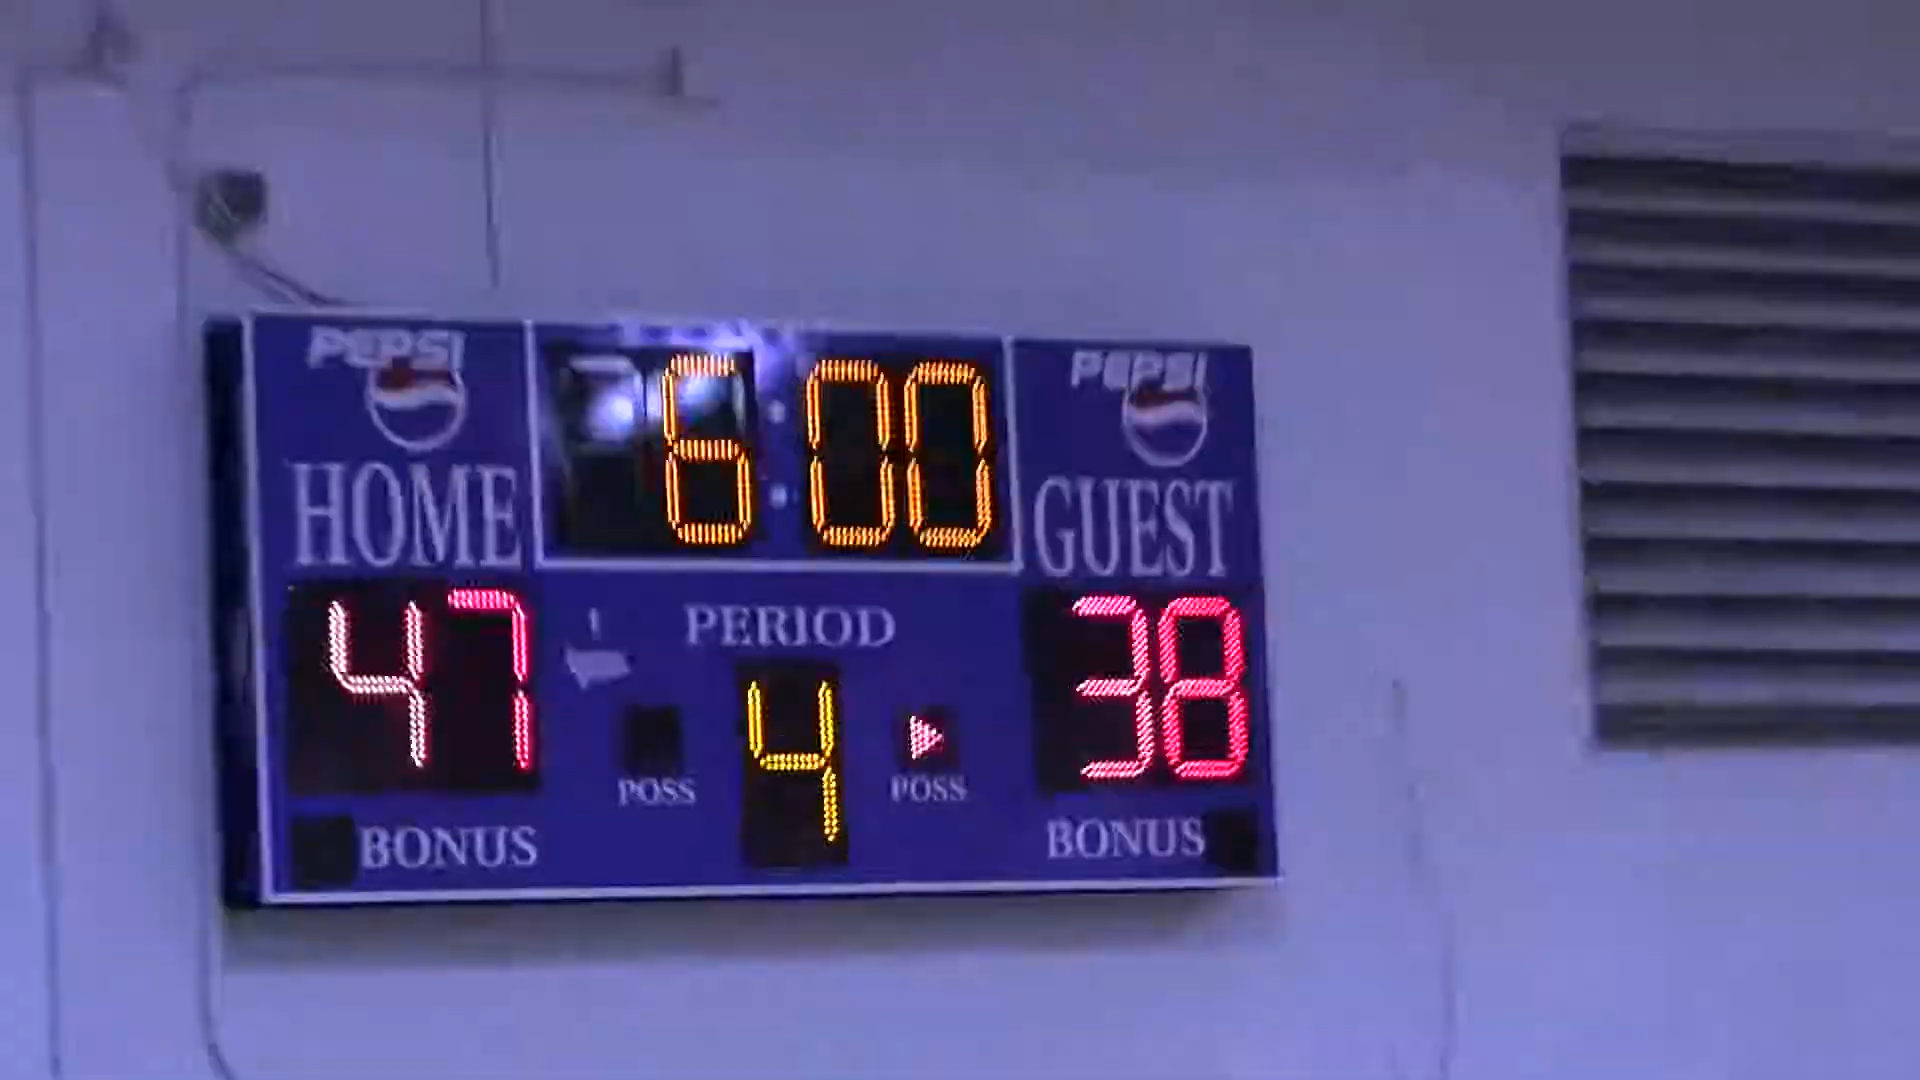 PEPSI
6:00
PEPSI
HOME
GUEST
47
PERIOD
38
4
POSS
POSS
BONUS
BONUS